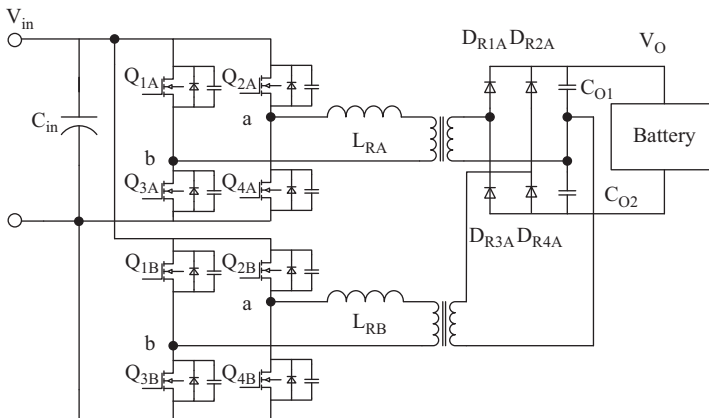 V_in
D_R1A D_R2A
V_O
Q_1A
Q_2A
C_O1
C_in
a
L_RA
Battery
b
Q_3A
Q_4A
C_O2
D_R3A D_R4A
Q_1B
Q_2B
a
L_RB
b
Q_3B
Q_4B